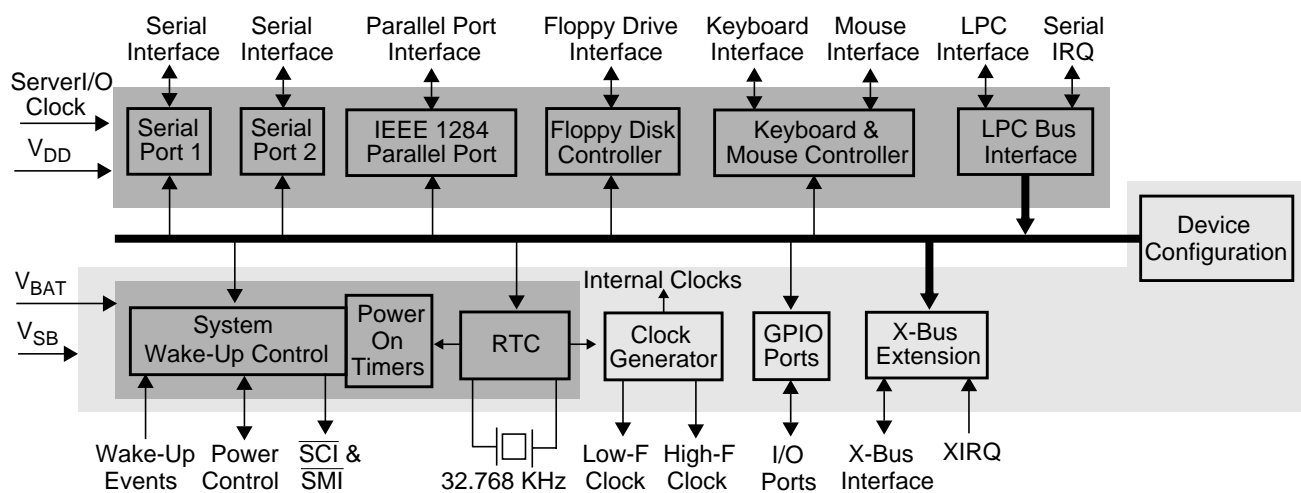 Serial
Interface
Serial
Interface
Parallel Port
Interface
Floppy Drive
Interface
Keyboard
Interface
Mouse
Interface
LPC
Interface
Serial
IRQ
ServerI/O
Clock
VDD
Serial
Port 1
Serial
Port 2
IEEE 1284
Parallel Port
Floppy Disk
Controller
Keyboard &
Mouse Controller
LPC Bus
Interface
Device
Configuration
VBAT
VSB
System
Wake-Up Control
Power
On
Timers
RTC
Internal Clocks
Clock
Generator
GPIO
Ports
X-Bus
Extension
Wake-Up
Events
Power
Control
SCI &
SMI
32.768 KHz
Low-F
Clock
High-F
Clock
I/O
Ports
X-Bus
Interface
XIRQ